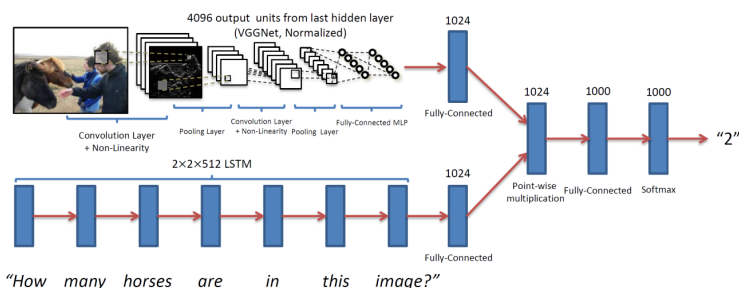 4096 output units from last hidden layer
(VGGNet, Normalized)
1024
Convolution Layer
+ Non-Linearity
Pooling Layer
Convolution Layer
+ Non-Linearity
Pooling Layer
Fully-Connected MLP
Fully-Connected
1024
1000
1000
"2"
2×2×512 LSTM
1024
Point-wise
multiplication
Fully-Connected
Softmax
Fully-Connected
"How many horses are in this image?"